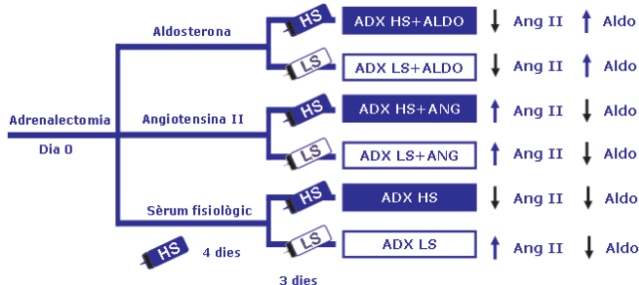 Aldosterona
HS
ADX HS+ALDO
Ang II
Aldo
LS
ADX LS+ALDO
Ang II
Aldo
Adrenalectomia
Dia 0
Angiotensina II
HS
ADX HS+ANG
Ang II
Aldo
LS
ADX LS+ANG
Ang II
Aldo
Sèrum fisiològic
HS
ADX HS
Ang II
Aldo
LS
ADX LS
Ang II
Aldo
HS
4 dies
3 dies